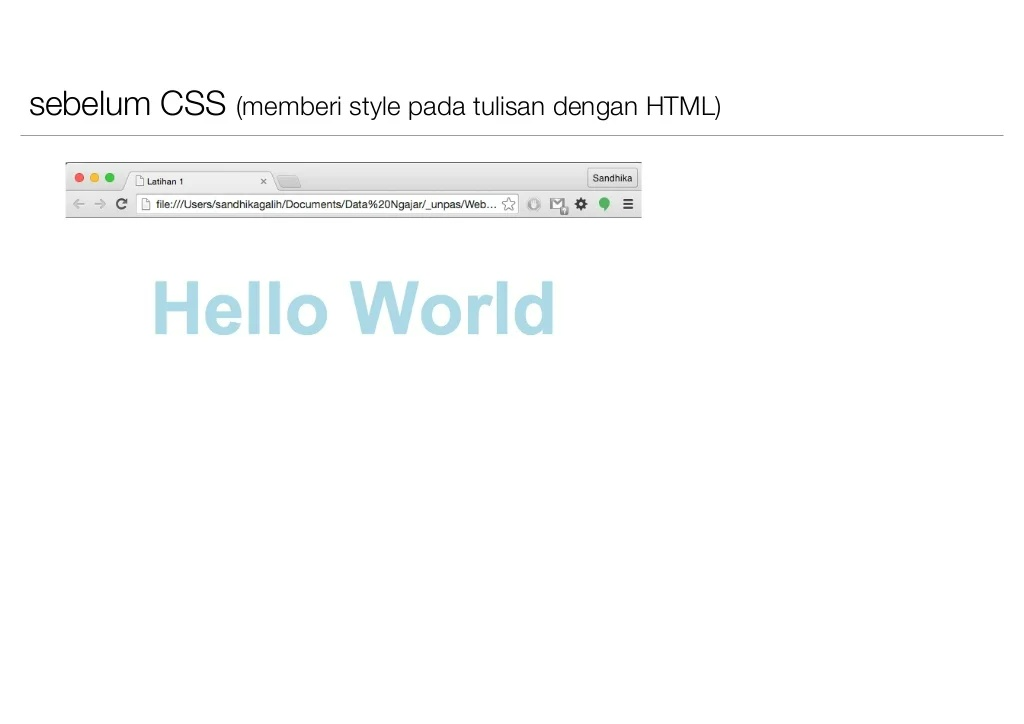 sebelum CSS (memberi style pada tulisan dengan HTML)
Latihan 1
Sandhika
file:///Users/sandhikagalih/Documents/Data%20Ngajar/_unpas/Web...
Hello World